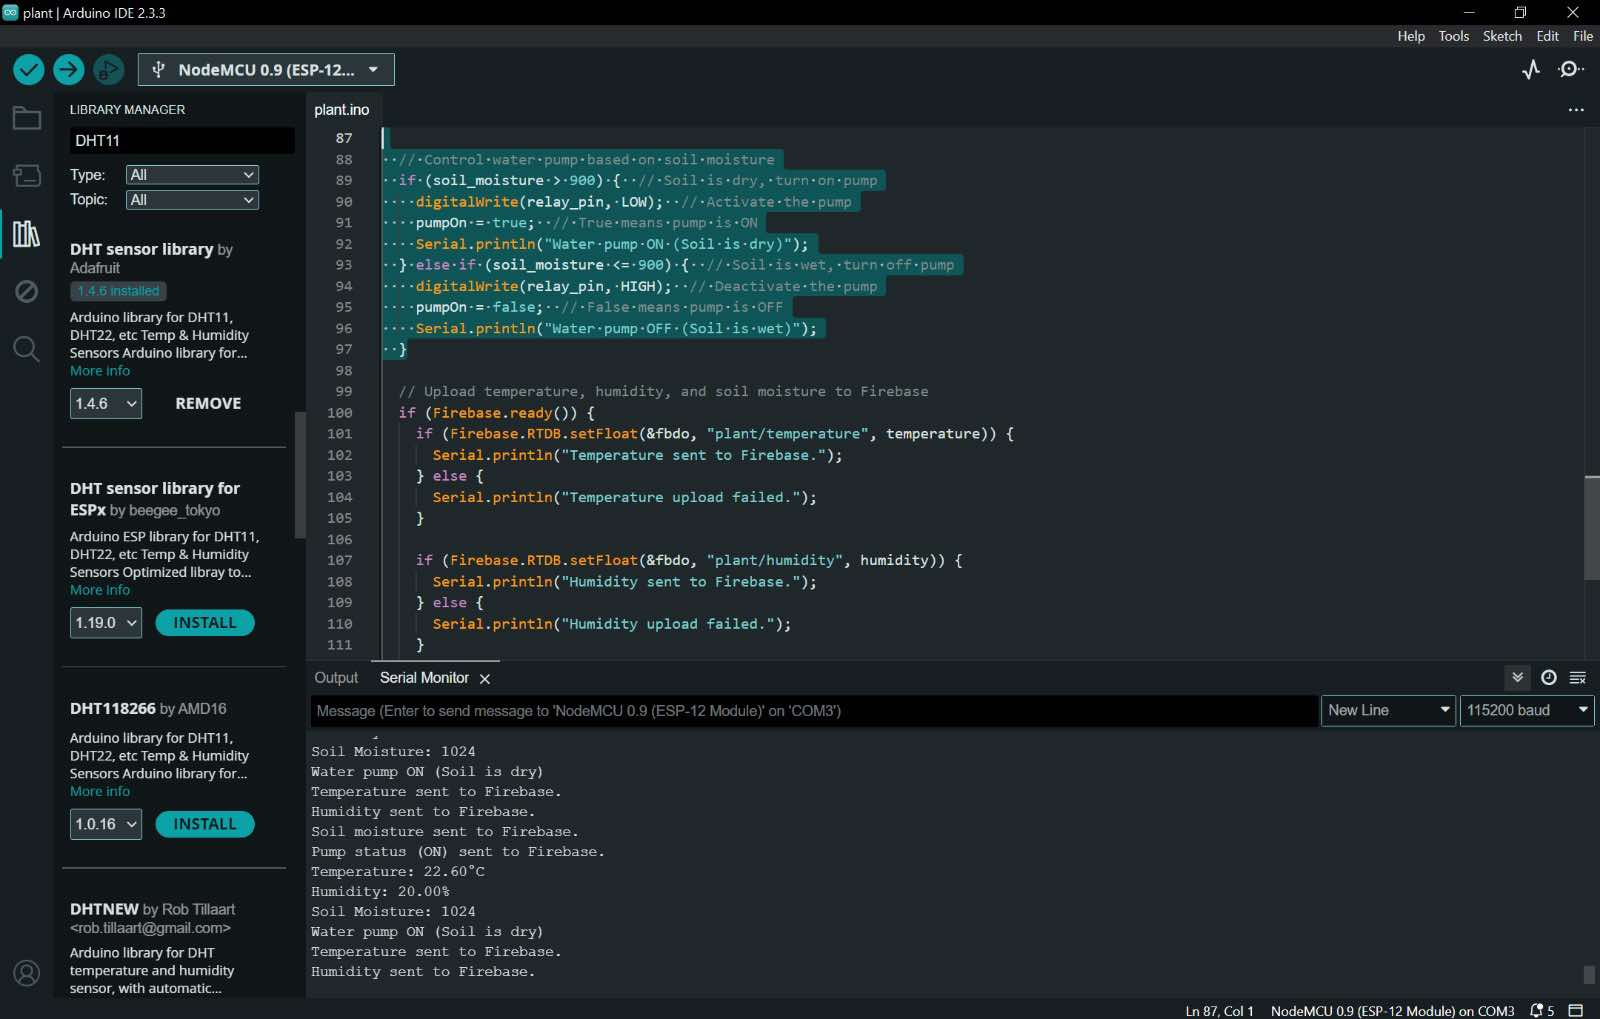 plant | Arduino IDE 2.3.3
Help Tools Sketch Edit File
NodeMCU 0.9 (ESP-12...
LIBRARY MANAGER
DHT11
Type: All
Topic: All
DHT sensor library by
Adafruit
1.4.6 installed
Arduino library for DHT11,
DHT22, etc Temp & Humidity
Sensors Arduino library for...
More info
1.4.6 REMOVE
DHT sensor library for
ESPx by beegee_tokyo
Arduino ESP library for DHT11,
DHT22, etc Temp & Humidity
Sensors Optimized libray to...
More info
1.19.0 INSTALL
DHT118266 by AMD16
Arduino library for DHT11,
DHT22, etc Temp & Humidity
Sensors Arduino library for...
More info
1.0.16 INSTALL
DHTNEW by Rob Tillaart
<rob.tillaart@gmail.com>
Arduino library for DHT
temperature and humidity
sensor, with automatic...
plant.ino
87
88 // Control water pump based on soil moisture
89 if (soil_moisture > 900) { // Soil is dry, turn on pump
90 digitalWrite(relay_pin, LOW); // Activate the pump
91 pumpOn = true; // True means pump is ON
92 Serial.println("Water pump ON (Soil is dry)");
93 } else if (soil_moisture <= 900) { // Soil is wet, turn off pump
94 digitalWrite(relay_pin, HIGH); // Deactivate the pump
95 pumpOn = false; // False means pump is OFF
96 Serial.println("Water pump OFF (Soil is wet)");
97 }
98
99 // Upload temperature, humidity, and soil moisture to Firebase
100 if (Firebase.ready()) {
101 if (Firebase.RTDB.setFloat(&fbdo, "plant/temperature", temperature)) {
102 Serial.println("Temperature sent to Firebase.");
103 } else {
104 Serial.println("Temperature upload failed.");
105 }
106
107 if (Firebase.RTDB.setFloat(&fbdo, "plant/humidity", humidity)) {
108 Serial.println("Humidity sent to Firebase.");
109 } else {
110 Serial.println("Humidity upload failed.");
111 }
Output Serial Monitor
Message (Enter to send message to 'NodeMCU 0.9 (ESP-12 Module)' on 'COM3')
New Line 115200 baud
Soil Moisture: 1024
Water pump ON (Soil is dry)
Temperature sent to Firebase.
Humidity sent to Firebase.
Soil moisture sent to Firebase.
Pump status (ON) sent to Firebase.
Temperature: 22.60°C
Humidity: 20.00%
Soil Moisture: 1024
Water pump ON (Soil is dry)
Temperature sent to Firebase.
Humidity sent to Firebase.
Ln 87, Col 1 NodeMCU 0.9 (ESP-12 Module) on COM3 5